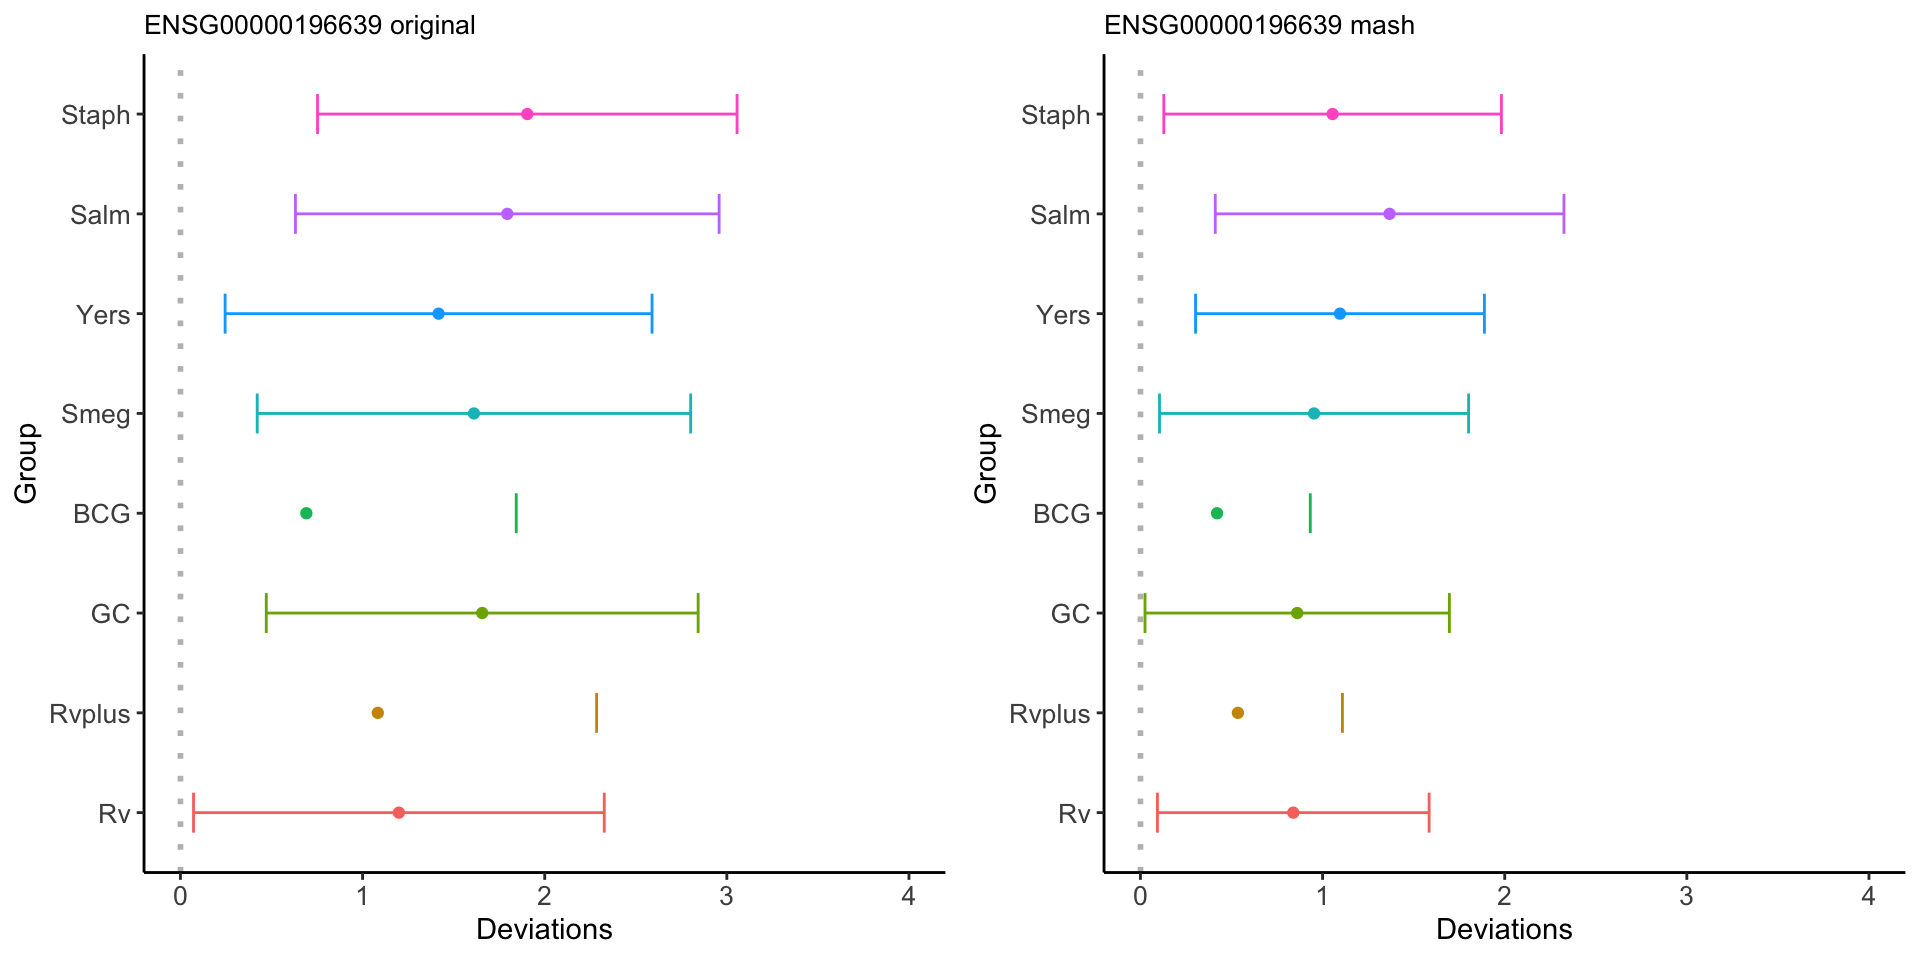 ENSG00000196639 original
Group
Staph
Salm
Yers
Smeg
BCG
GC
Rvplus
Rv
0 1 2 3 4
Deviations
ENSG00000196639 mash
Group
Staph
Salm
Yers
Smeg
BCG
GC
Rvplus
Rv
0 1 2 3 4
Deviations